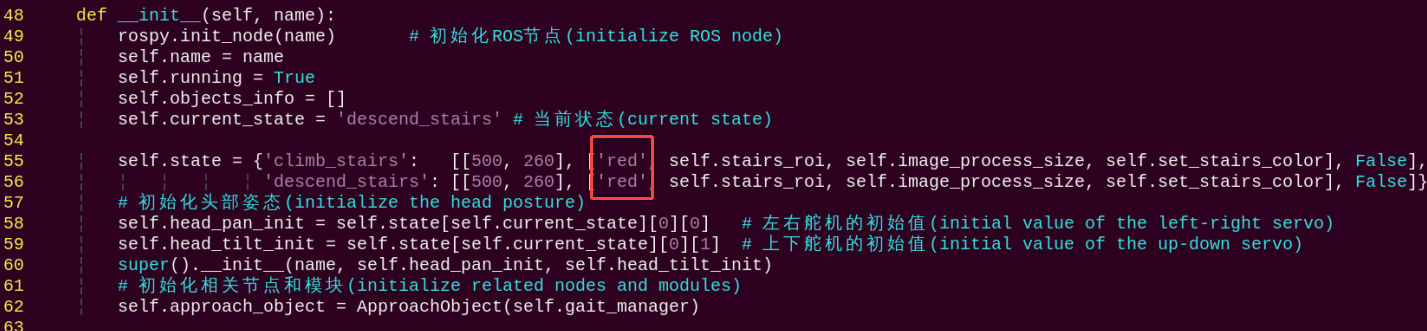 48 def __init__(self, name):
49 rospy.init_node(name) # 初始化ROS节点(initialize ROS node)
50 self.name = name
51 self.running = True
52 self.objects_info = []
53 self.current_state = 'descend_stairs' # 当前状态(current state)
54
55 self.state = {'climb_stairs': [[500, 260], ['red', self.stairs_roi, self.image_process_size, self.set_stairs_color], False],
56 'descend_stairs': [[500, 260], ['red', self.stairs_roi, self.image_process_size, self.set_stairs_color], False]}
57 # 初始化头部姿态(initialize the head posture)
58 self.head_pan_init = self.state[self.current_state][0][0] # 左右舵机的初始值(initial value of the left-right servo)
59 self.head_tilt_init = self.state[self.current_state][0][1] # 上下舵机的初始值(initial value of the up-down servo)
60 super().__init__(name, self.head_pan_init, self.head_tilt_init)
61 # 初始化相关节点和模块(initialize related nodes and modules)
62 self.approach_object = ApproachObject(self.gait_manager)
63